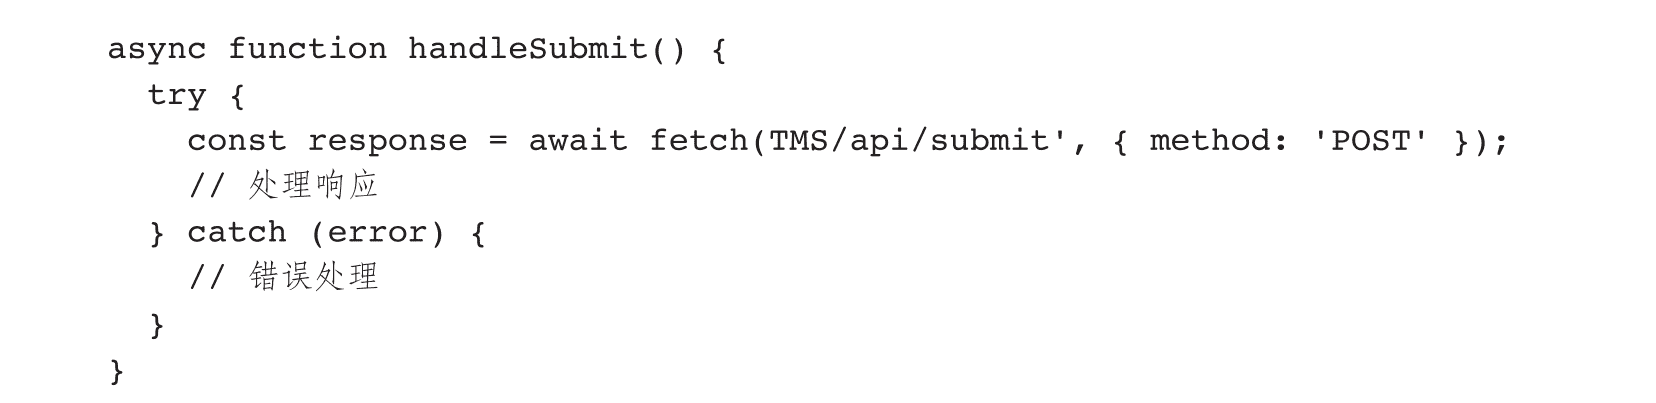 async function handleSubmit() {
  try {
    const response = await fetch(TMS/api/submit', { method: 'POST' });
    // 处理响应
  } catch (error) {
    // 错误处理
  }
}